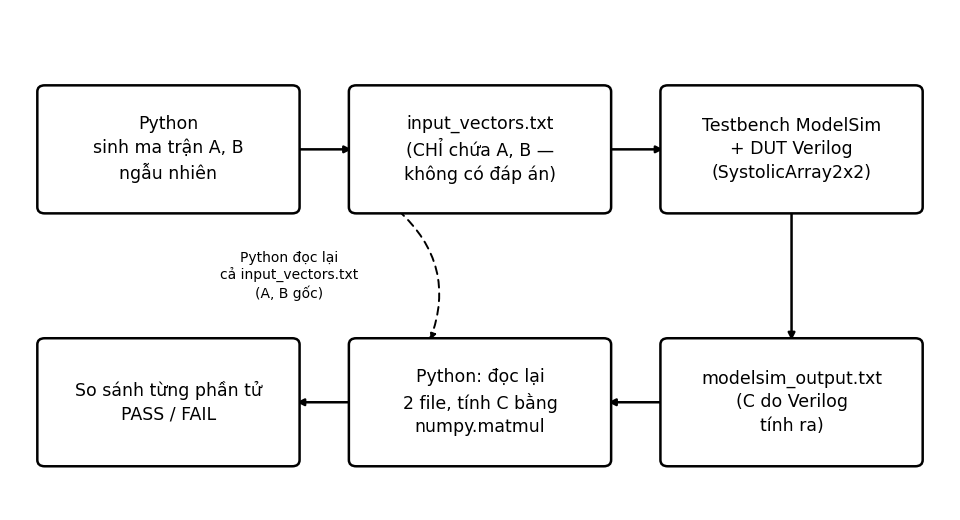 Python
sinh ma trận A, B
ngẫu nhiên
input_vectors.txt
(CHỈ chứa A, B —
không có đáp án)
Testbench ModelSim
+ DUT Verilog
(SystolicArray2x2)
Python đọc lại
cả input_vectors.txt
(A, B gốc)
So sánh từng phần tử
PASS / FAIL
Python: đọc lại
2 file, tính C bằng
numpy.matmul
modelsim_output.txt
(C do Verilog
tính ra)